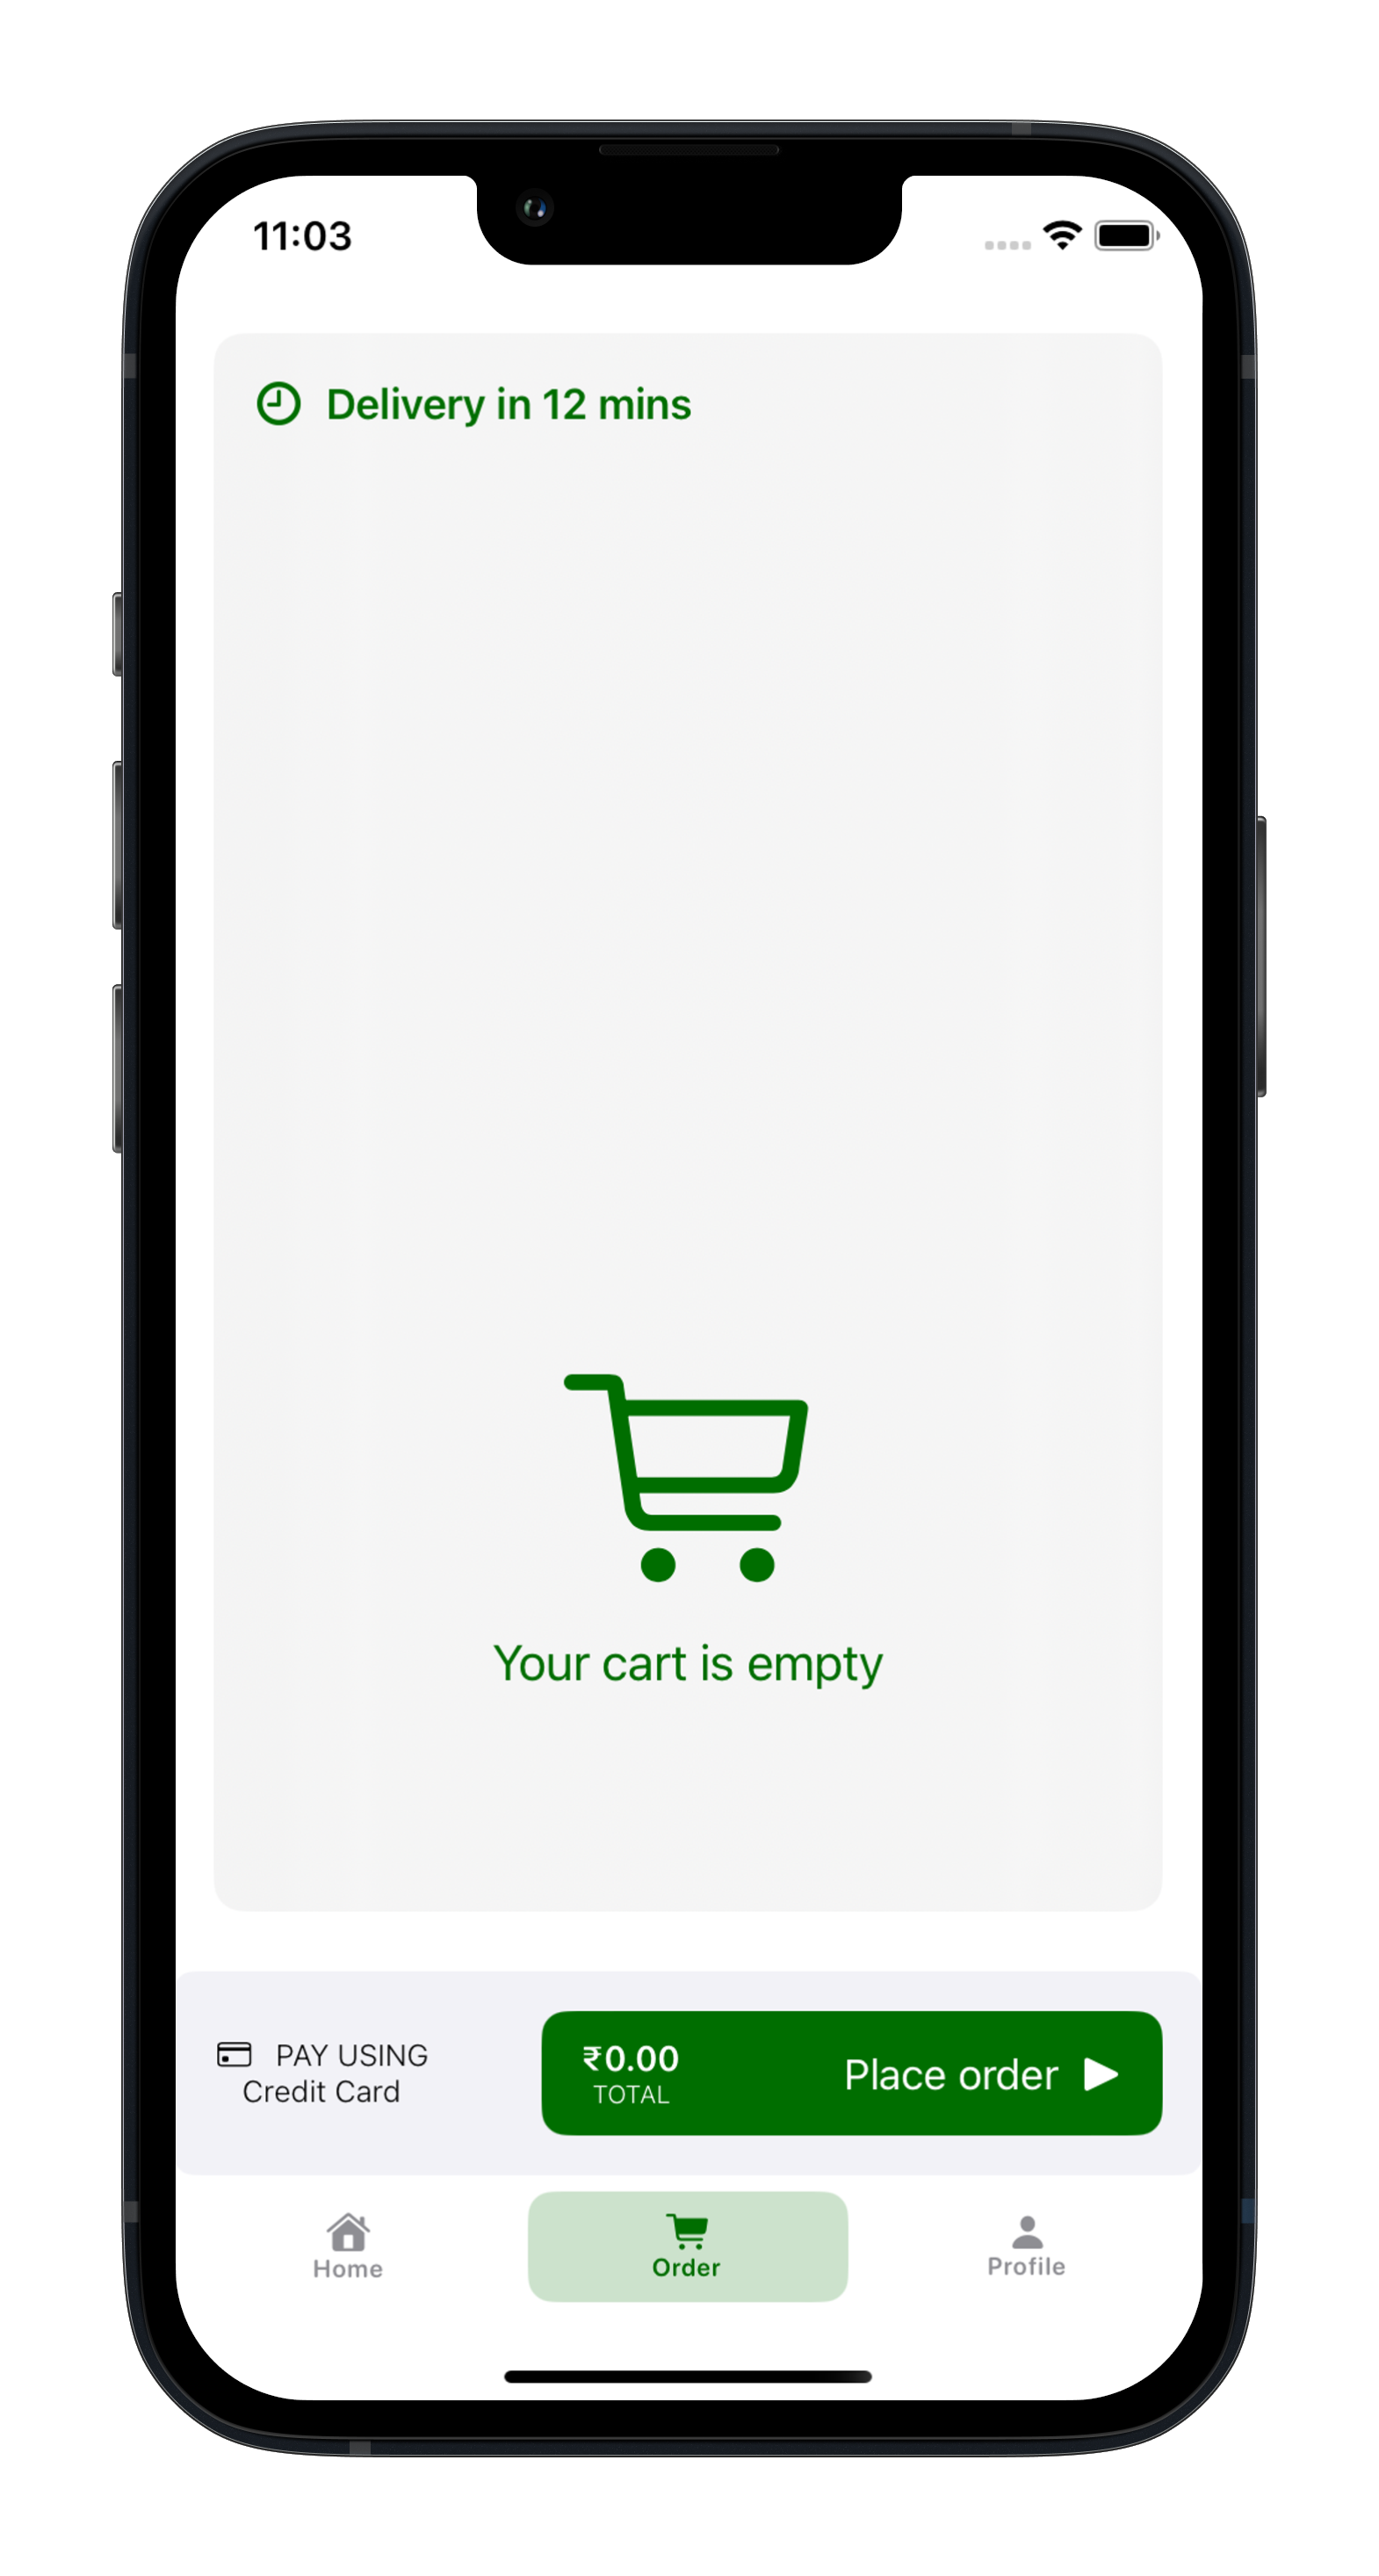 11:03
Delivery in 12 mins
Your cart is empty
PAY USING
Credit Card
₹0.00
TOTAL
Place order
Home
Order
Profile